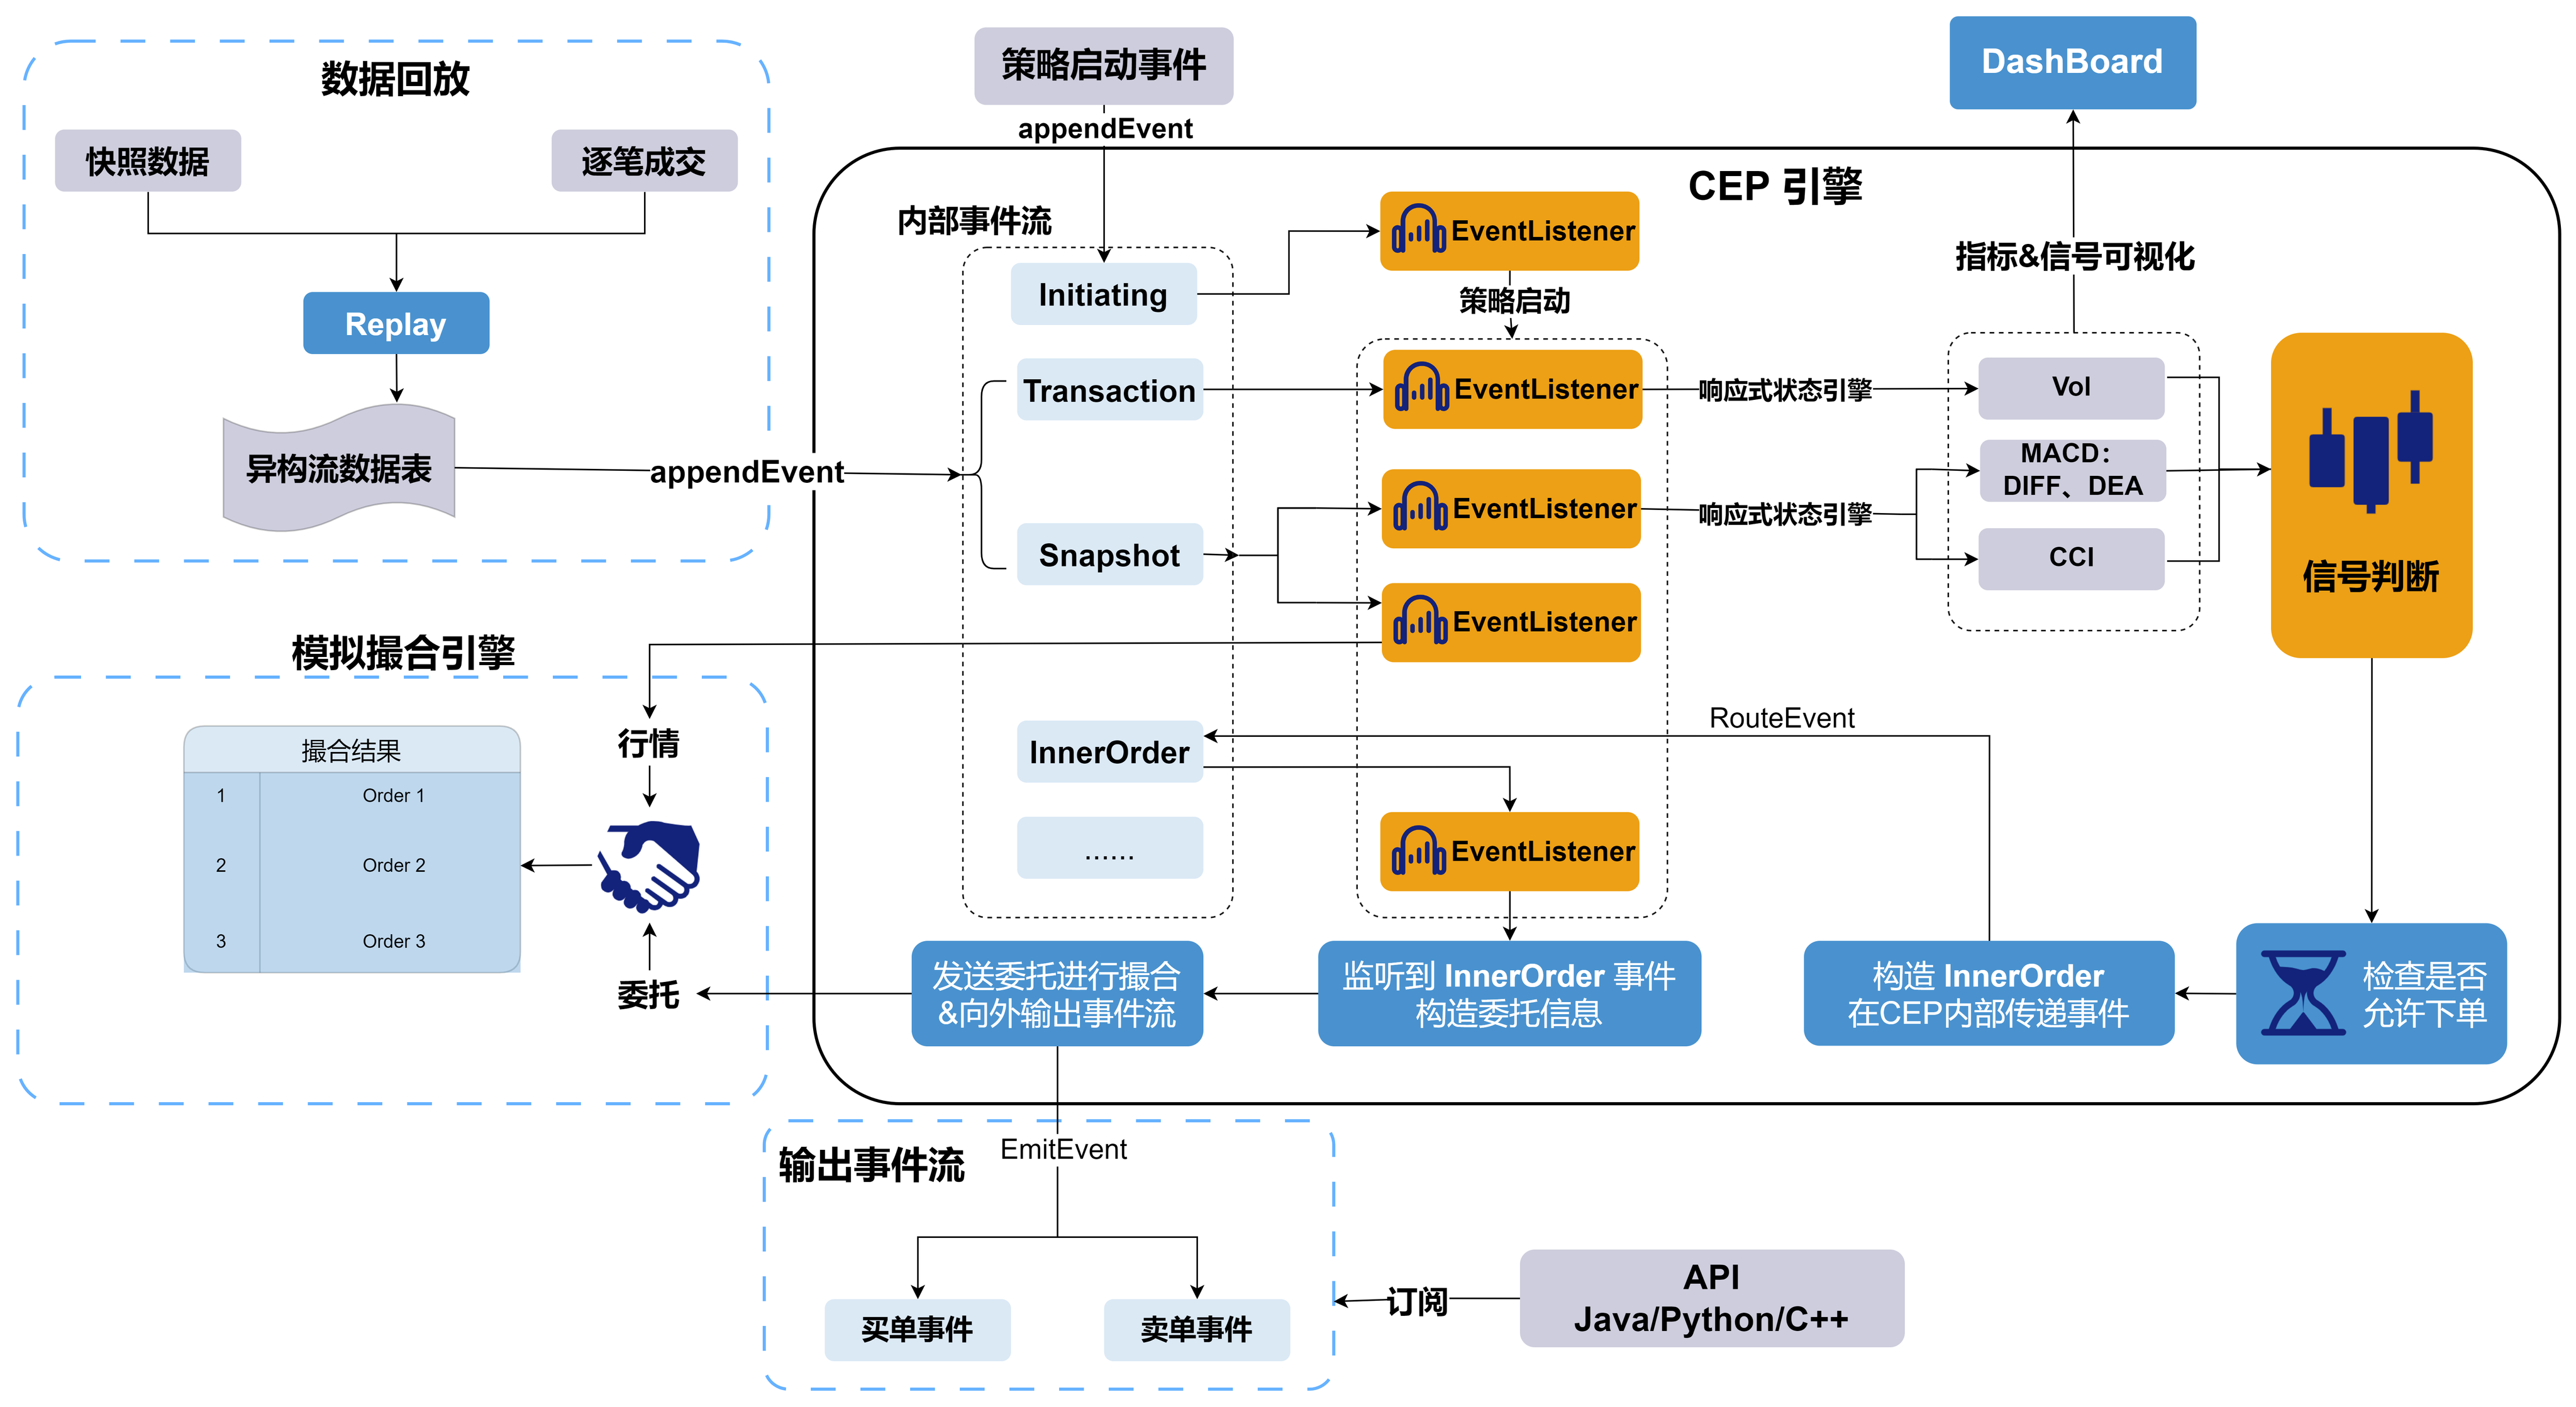 数据回放
快照数据
逐笔成交
Replay
异构流数据表
appendEvent
策略启动事件
appendEvent
DashBoard
CEP 引擎
内部事件流
Initiating
Transaction
Snapshot
InnerOrder
......
EventListener
策略启动
EventListener
EventListener
EventListener
EventListener
响应式状态引擎
响应式状态引擎
指标&信号可视化
Vol
MACD：
DIFF、DEA
CCI
信号判断
RouteEvent
检查是否
允许下单
构造 InnerOrder
在CEP内部传递事件
监听到 InnerOrder 事件
构造委托信息
发送委托进行撮合
&向外输出事件流
模拟撮合引擎
行情
委托
撮合结果
1 Order 1
2 Order 2
3 Order 3
输出事件流
EmitEvent
买单事件
卖单事件
订阅
API
Java/Python/C++